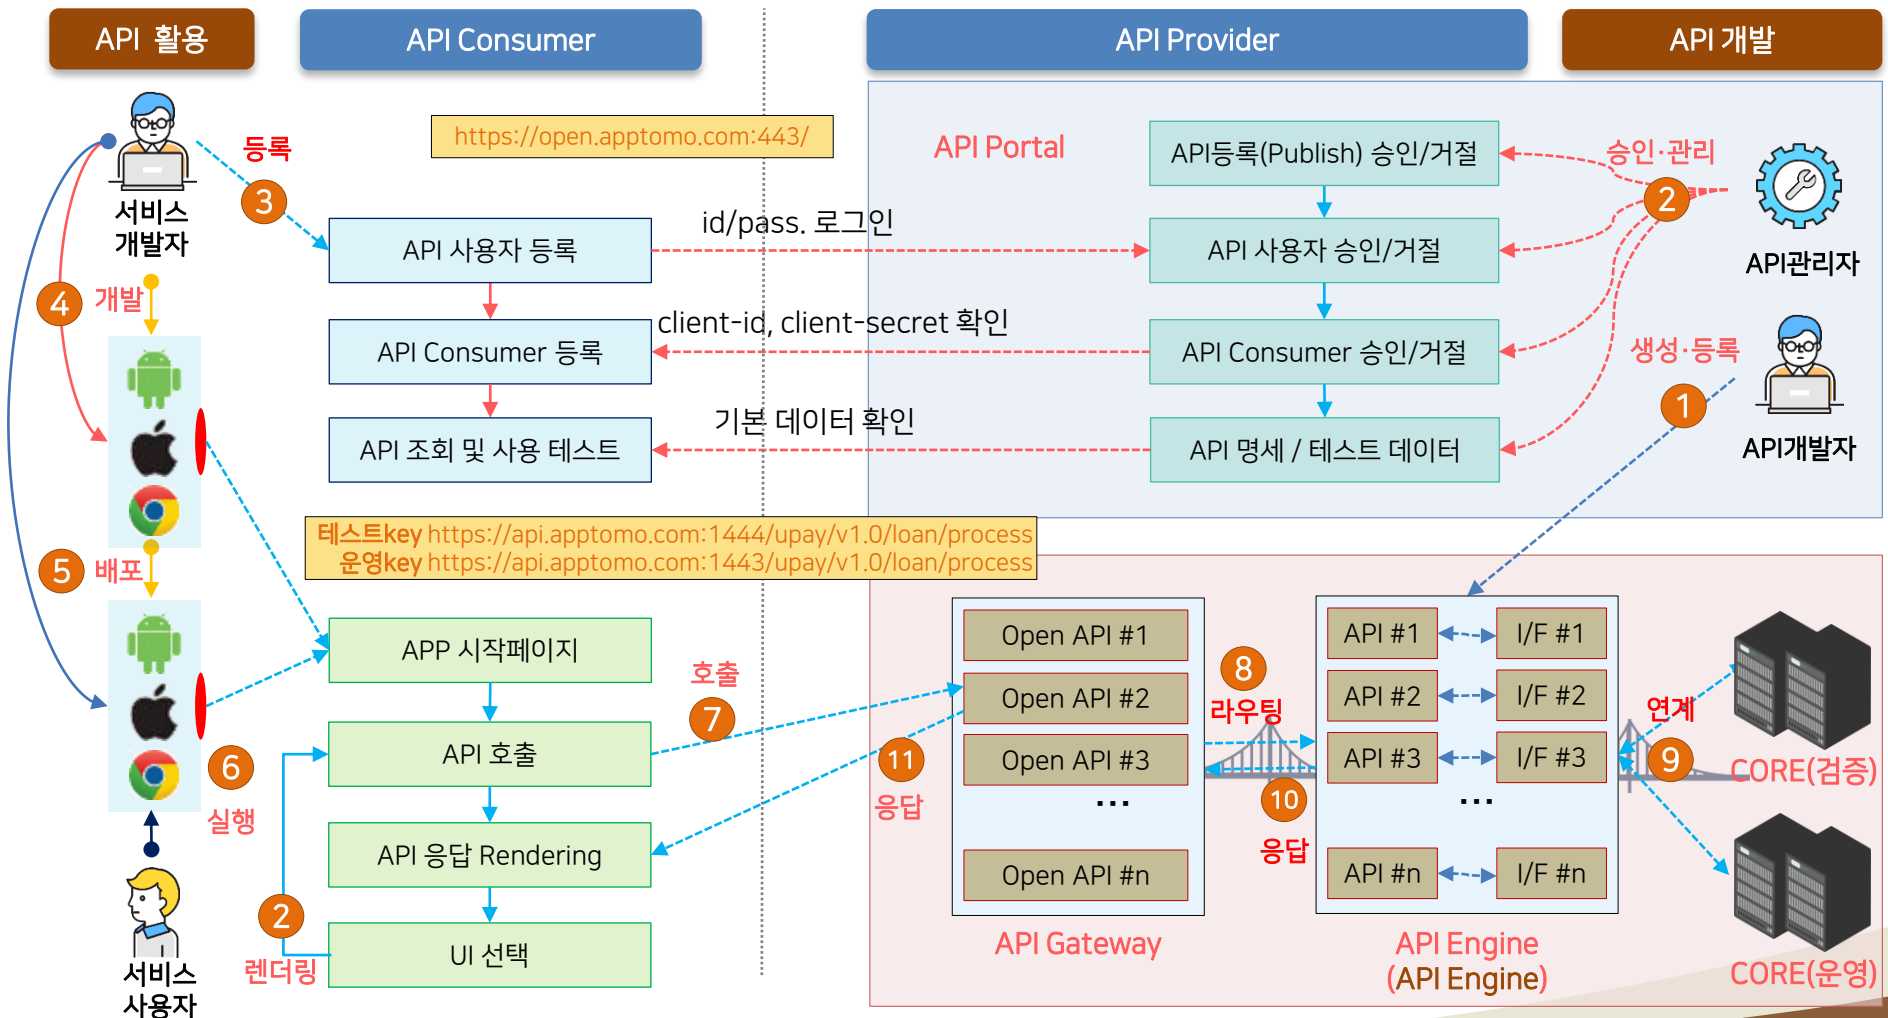 API 활용
API Consumer
API Provider
API 개발
서비스
개발자
등록
3
https://open.apptomo.com:443/
API Portal
API등록(Publish) 승인/거절
승인·관리
2
API관리자
API 사용자 등록
id/pass. 로그인
API 사용자 승인/거절
4
개발
API Consumer 등록
client-id, client-secret 확인
API Consumer 승인/거절
생성·등록
1
API개발자
API 조회 및 사용 테스트
기본 데이터 확인
API 명세 / 테스트 데이터
테스트key https://api.apptomo.com:1444/upay/v1.0/loan/process
운영key https://api.apptomo.com:1443/upay/v1.0/loan/process
5
배포
APP 시작페이지
호출
7
API 호출
6
실행
API 응답 Rendering
2
렌더링
UI 선택
서비스
사용자
11
응답
Open API #1
Open API #2
Open API #3
...
Open API #n
API Gateway
8
라우팅
10
응답
API #1
I/F #1
API #2
I/F #2
API #3
I/F #3
...
API #n
I/F #n
API Engine
(API Engine)
연계
9
CORE(검증)
CORE(운영)